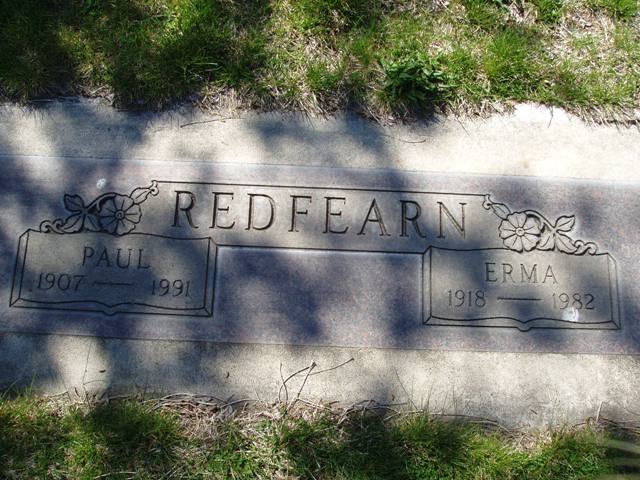 REDFEARN
PAUL
1907 — 1991
ERMA
1918 — 1982